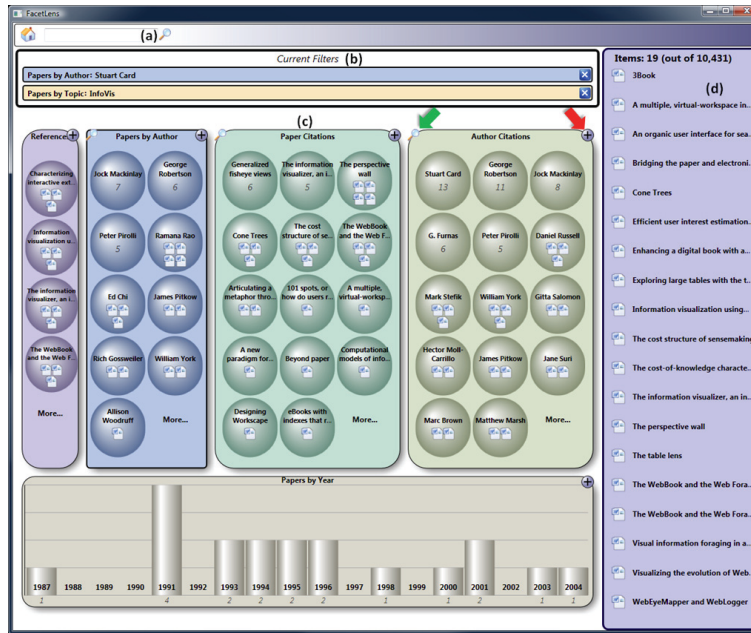 FacetLens
(a)
Current Filters (b)
Papers by Author: Stuart Card
Papers by Topic: InfoVis
(c)
Items: 19 (out of 10,431)
(d)
3Book
A multiple, virtual-workspace in...
An organic user interface for sea...
Bridging the paper and electroni...
Cone Trees
Efficient user interest estimation...
Enhancing a digital book with a...
Exploring large tables with the t...
Information visualization using...
The cost structure of sensemaking
The cost-of-knowledge characte...
The information visualizer, an in...
The perspective wall
The table lens
The WebBook and the Web Fora...
The WebBook and the Web Fora...
Visual information foraging in a...
Visualizing the evolution of Web...
WebEyeMapper and WebLogger
References
Characterizing
interactive ext...
Information
visualization u...
The information
visualizer, an i...
The WebBook
and the Web F...
More...
Papers by Author
Jock Mackinlay
7
George
Robertson
6
Peter Pirolli
5
Ramana Rao
Ed Chi
James Pitkow
Rich Gossweiler
William York
Allison
Woodruff
More...
Paper Citations
Generalized
fisheye views
6
The information
visualizer, an i...
5
The perspective
wall
Cone Trees
The cost
structure of se...
The WebBook
and the Web F...
Articulating a
metaphor thro...
101 spots, or
how do users r...
A multiple,
virtual-worksp...
A new
paradigm for...
Beyond paper
Computational
models of info...
Designing
Workscape
eBooks with
indexes that r...
More...
Author Citations
Stuart Card
13
George
Robertson
11
Jock Mackinlay
8
G. Furnas
6
Peter Pirolli
5
Daniel Russell
Mark Stefik
William York
Gitta Salomon
Hector Moll-
Carrillo
James Pitkow
Jane Suri
Marc Brown
Matthew Marsh
More...
Papers by Year
1987 1988 1989 1990 1991 1992 1993 1994 1995 1996 1997 1998 1999 2000 2001 2002 2003 2004
1 4 2 2 2 2 1 1 2 1 1